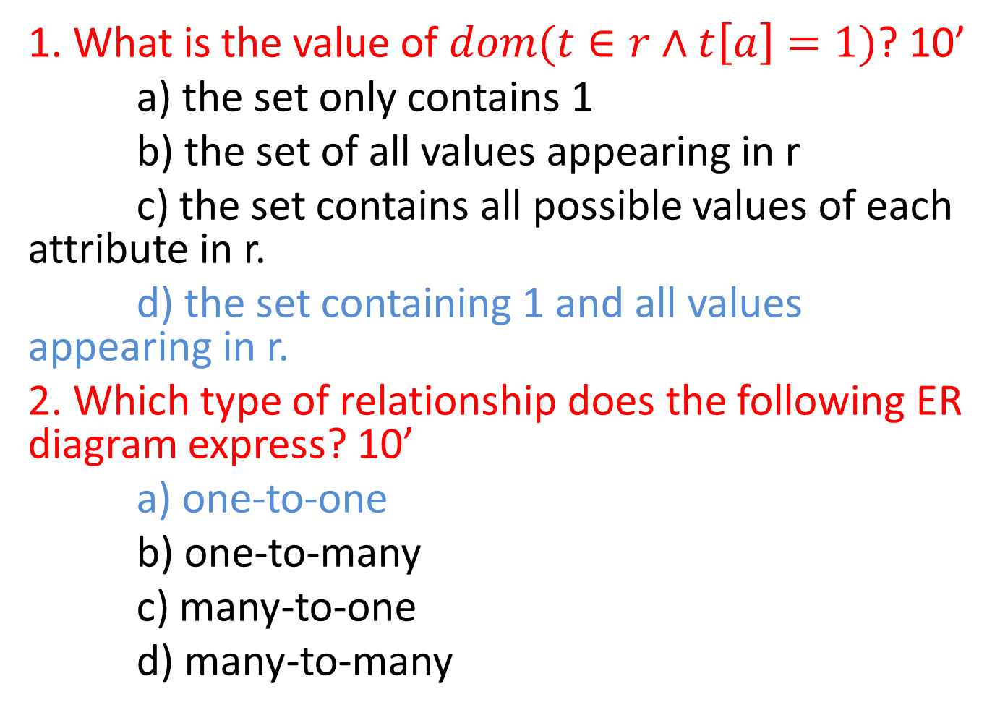 1. What is the value of dom(t ∈ r ∧ t[a] = 1)? 10′
a) the set only contains 1
b) the set of all values appearing in r
c) the set contains all possible values of each
attribute in r.
d) the set containing 1 and all values
appearing in r.
2. Which type of relationship does the following ER
diagram express? 10′
a) one-to-one
b) one-to-many
c) many-to-one
d) many-to-many